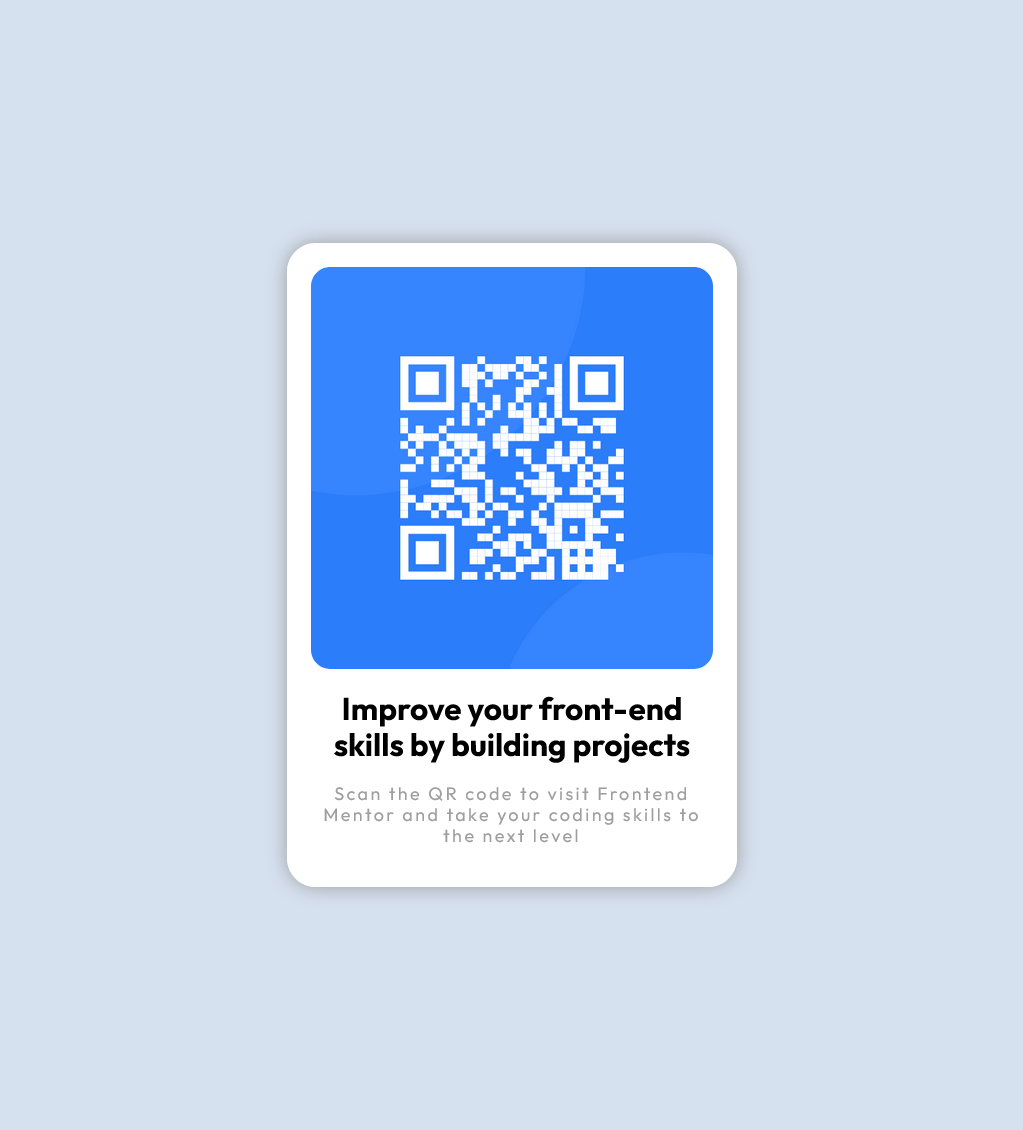 Improve your front-end
skills by building projects
Scan the QR code to visit Frontend
Mentor and take your coding skills to
the next level